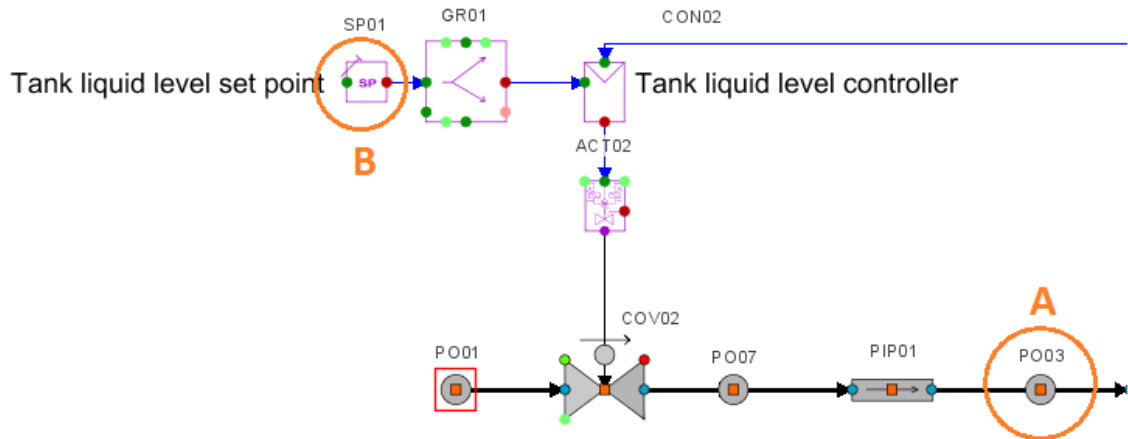 GR01
CON02
SP01
Tank liquid level set point
SP
Tank liquid level controller
B
ACT02
A
COV02
PO01
PO07
PIP01
PO03